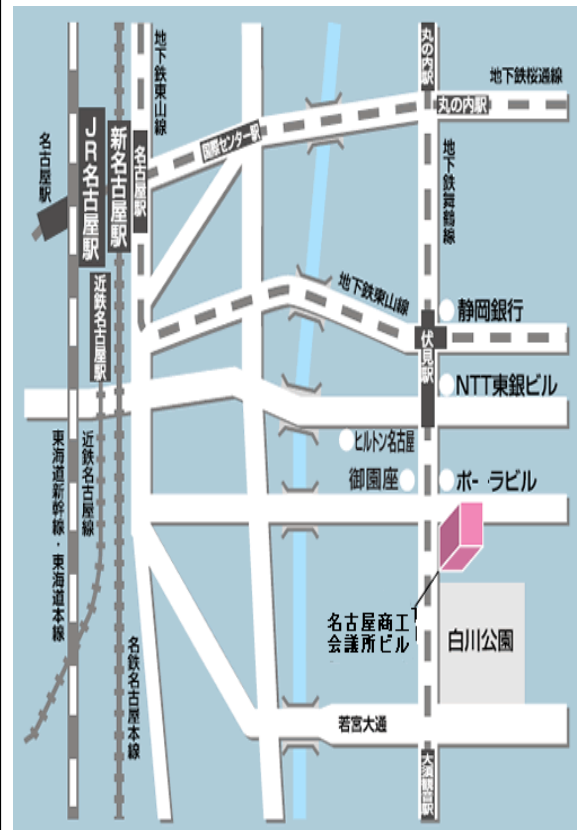 丸の内駅
地下鉄東山線
地下鉄桜通線
丸の内駅
名古屋駅
JR名古屋駅
新名古屋駅
名古屋駅
国際センター駅
地下鉄舞鶴線
近鉄名古屋駅
地下鉄東山線
静岡銀行
伏見駅
NTT東銀ビル
ヒルトン名古屋
御園座
ポーラビル
東海道新幹線・東海道本線
近鉄名古屋線
名鉄名古屋本線
名古屋商工
会議所ビル
白川公園
若宮大通
大須観音駅